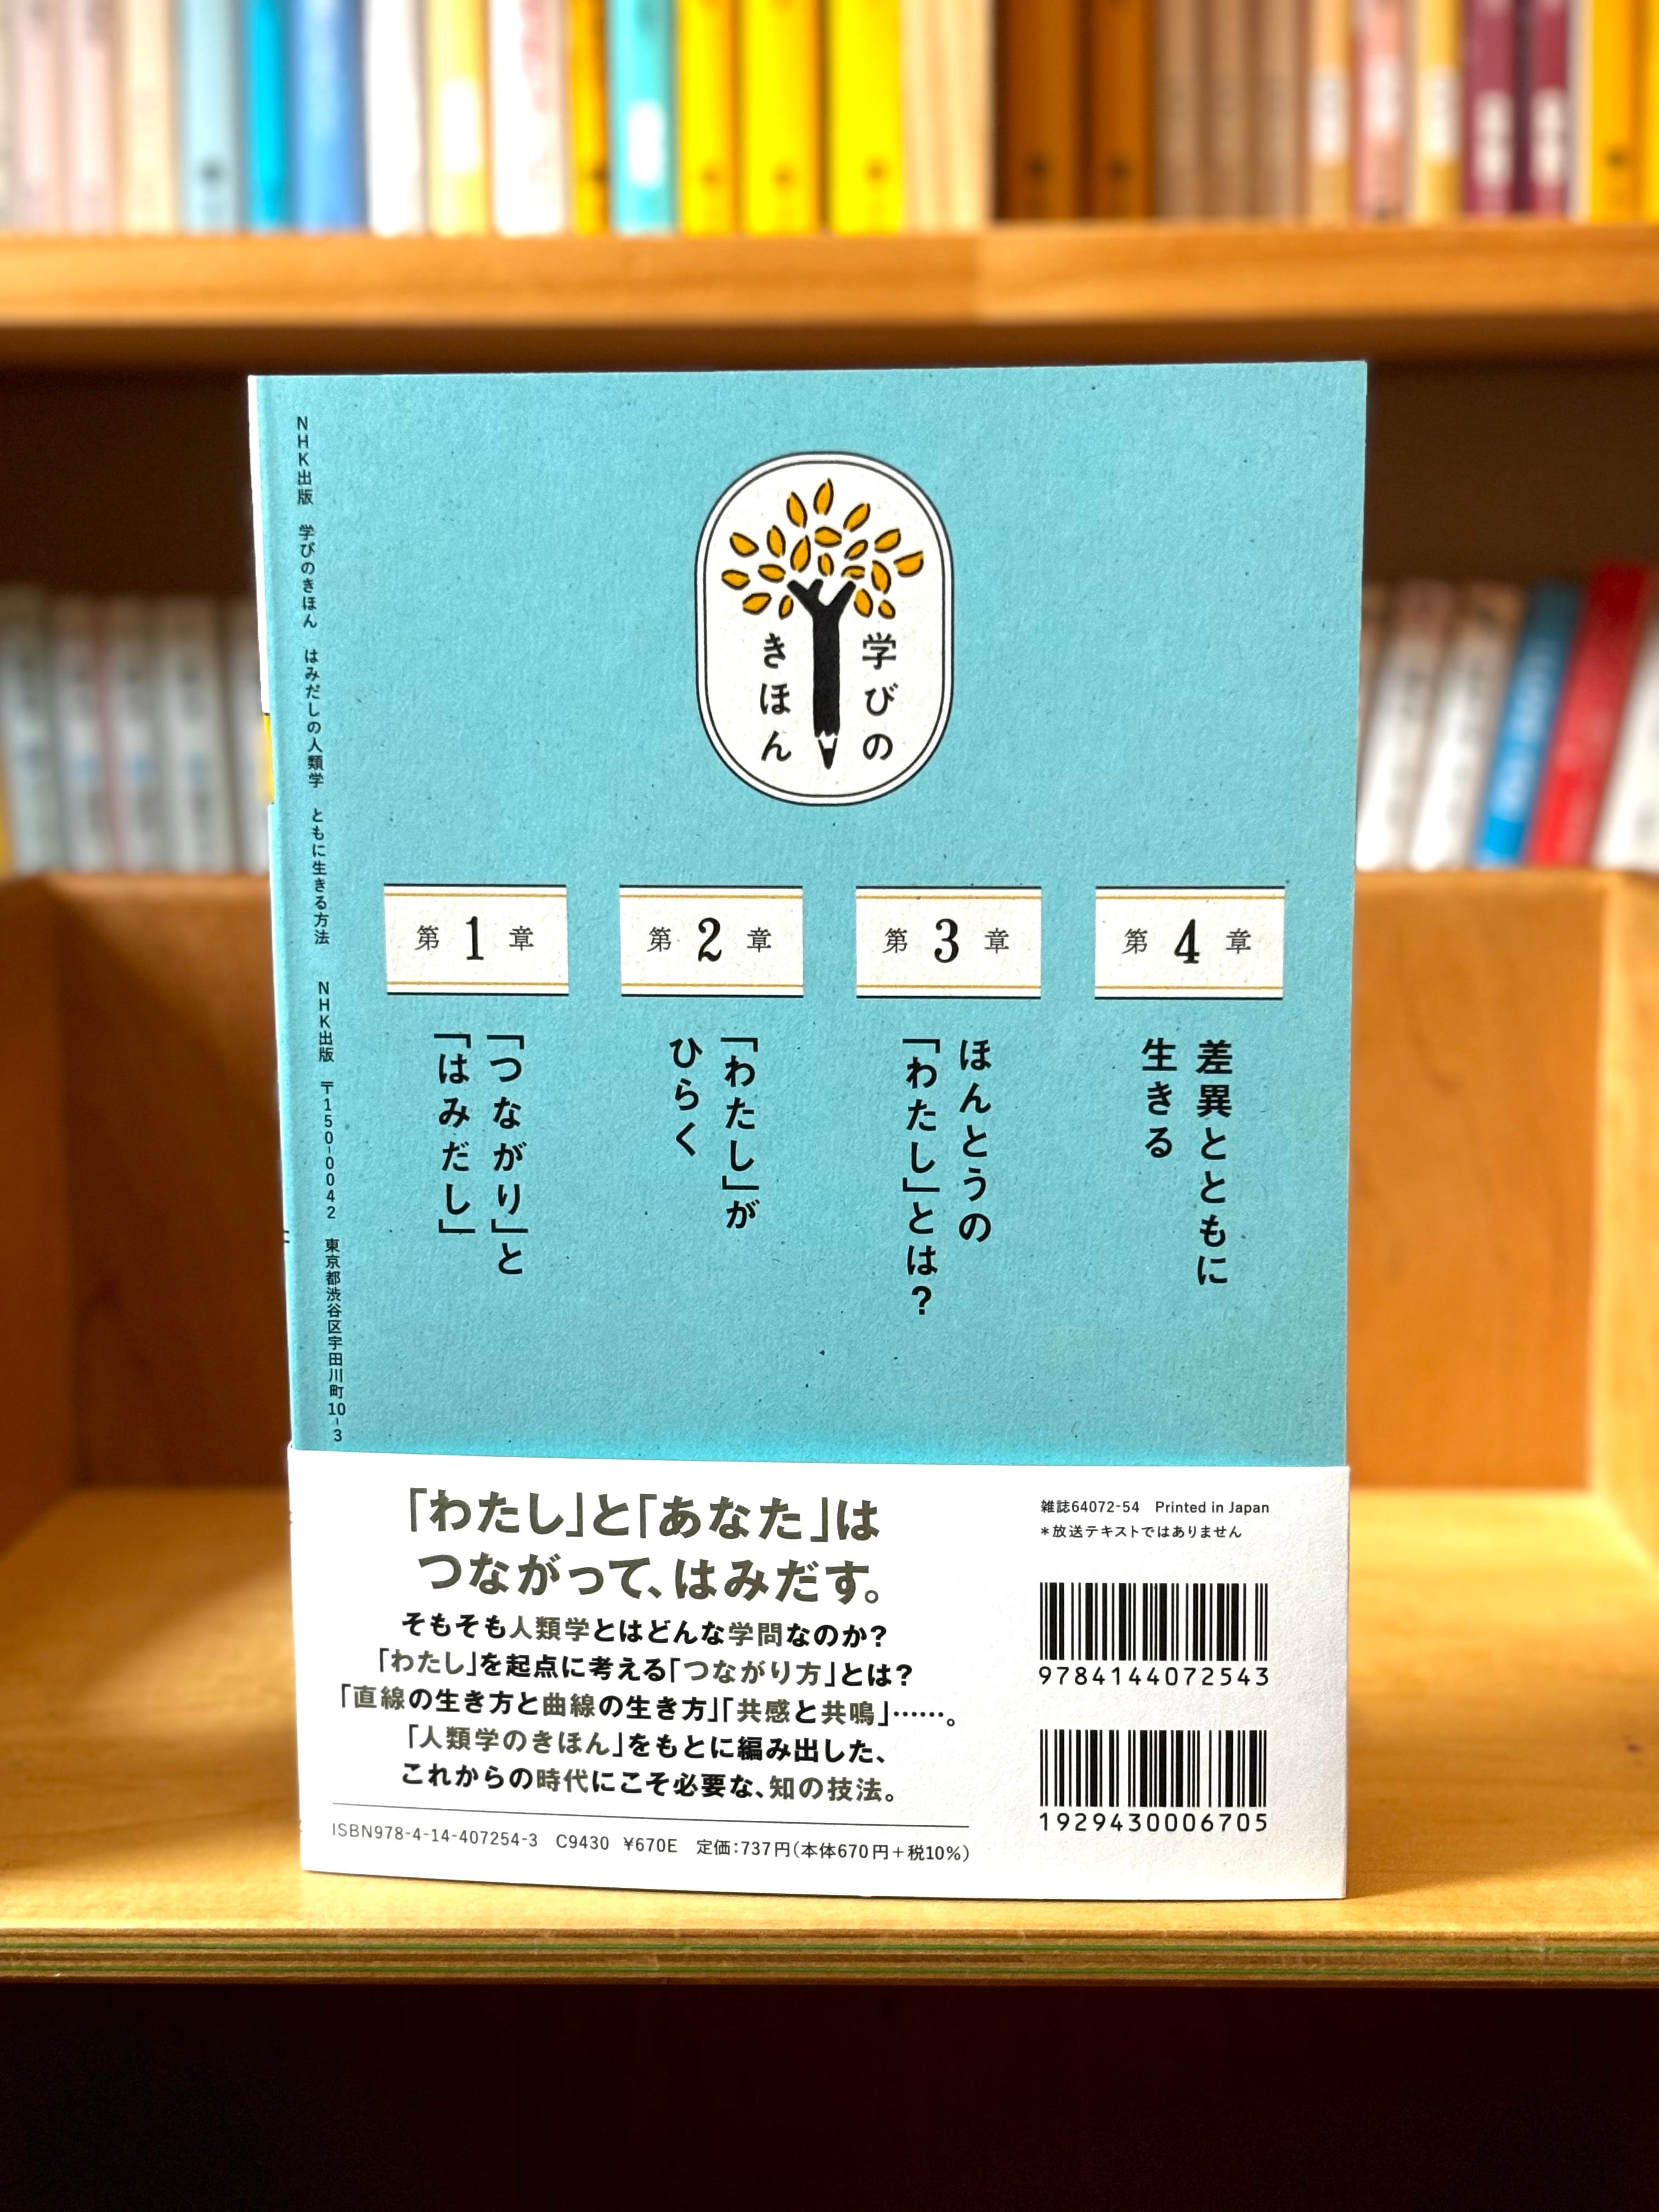 NHK出版　学びのきほん　はみだしの人類学　ともに生きる方法　NHK出版　〒150-0042　東京都渋谷区宇田川町10-3
学びの
きほん
第1章
「つながり」と
「はみだし」
第2章
「わたし」が
ひらく
第3章
ほんとうの
「わたし」とは?
第4章
差異とともに
生きる
「わたし」と「あなた」は
つながって、はみだす。
そもそも人類学とはどんな学問なのか?
「わたし」を起点に考える「つながり方」とは?
「直線の生き方と曲線の生き方」「共感と共鳴」……。
「人類学のきほん」をもとに編み出した、
これからの時代にこそ必要な、知の技法。
ISBN978-4-14-407254-3　C9430　¥670E　定価:737円(本体670円+税10%)
雑誌64072-54　Printed in Japan
*放送テキストではありません
9784144072543
1929430006705